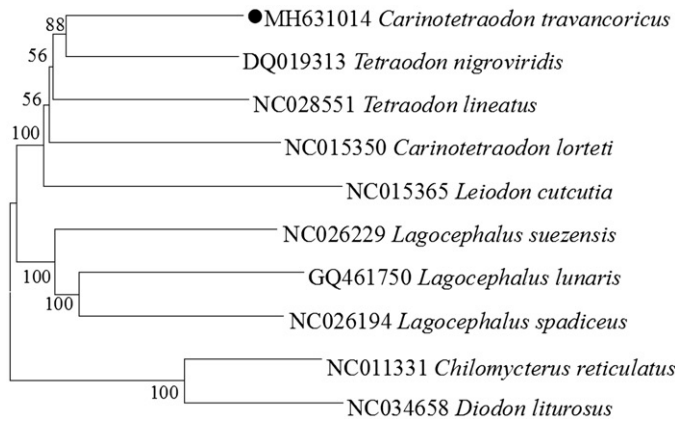 88 ●MH631014 Carinotetraodon travancoricus
56 DQ019313 Tetraodon nigroviridis
56 NC028551 Tetraodon lineatus
100 NC015350 Carinotetraodon lorteti
NC015365 Leiodon cutcutia
NC026229 Lagocephalus suezensis
100 GQ461750 Lagocephalus lunaris
100 NC026194 Lagocephalus spadiceus
NC011331 Chilomycterus reticulatus
100 NC034658 Diodon liturosus